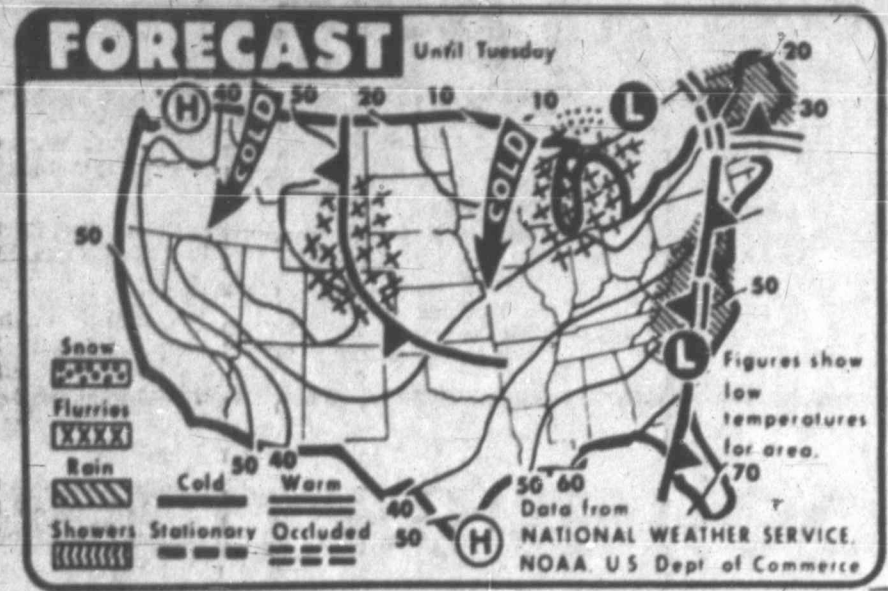 FORECAST Until Tuesday
20
H 40 50 20 10 10 L
30
COLD COLD
50
50
Snow
L Figures show
low
Flurries
temperatures
XXXX
for area.
Rain
50 40
70
Cold Warm
40 50 60
Data from
Showers Stationary Occluded
50 H NATIONAL WEATHER SERVICE,
NOAA, U S Dept of Commerce